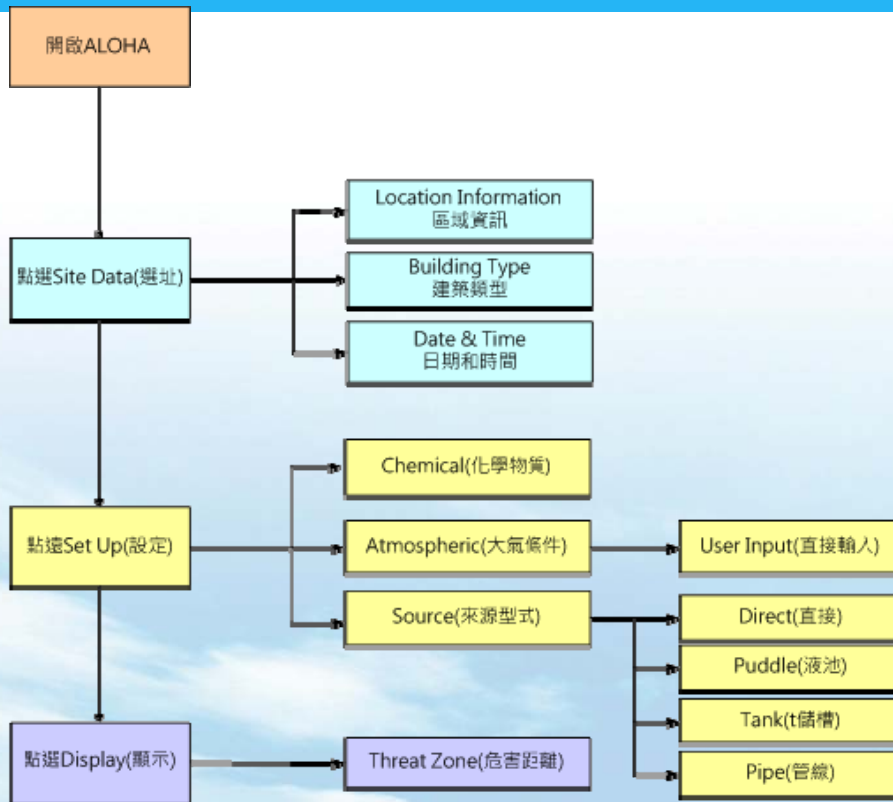 開啟ALOHA
Location Information
區域資訊
點選Site Data(選址)
Building Type
建築類型
Date & Time
日期和時間
Chemical(化學物質)
點遠Set Up(設定)
Atmospheric(大氣條件)
User Input(直接輸入)
Source(來源型式)
Direct(直接)
Puddle(液池)
Tank(t儲槽)
Pipe(管線)
點選Display(顯示)
Threat Zone(危害距離)